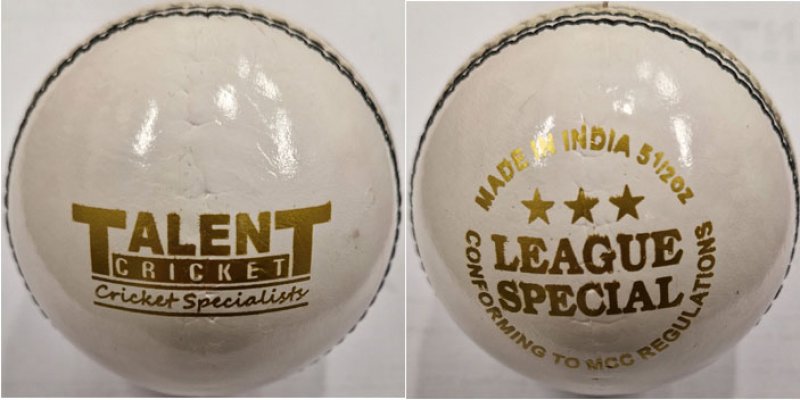 TALENT
CRICKET
Cricket Specialists
MADE IN INDIA 51/2OZ
LEAGUE
SPECIAL
CONFORMING TO MCC REGULATIONS